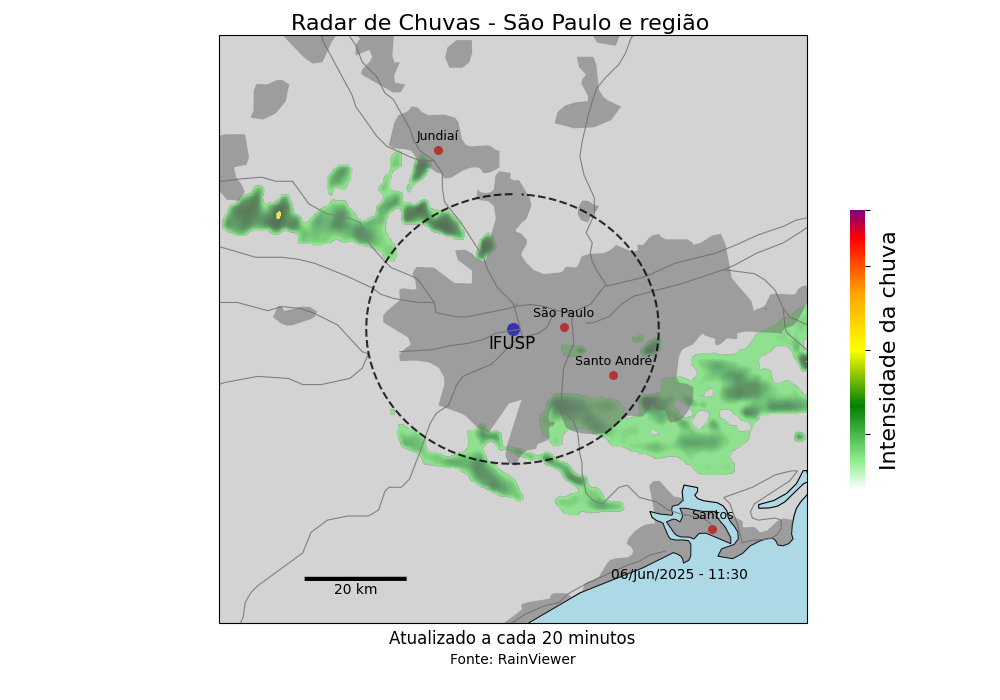 Radar de Chuvas - São Paulo e região
Jundiaí
São Paulo
IFUSP
Santo André
Santos
06/Jun/2025 - 11:30
20 km
Intensidade da chuva
Atualizado a cada 20 minutos
Fonte: RainViewer